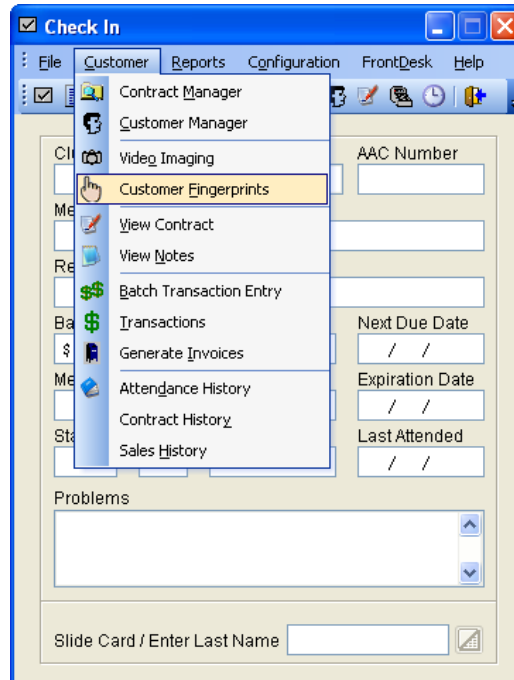 Check In
File Customer Reports Configuration FrontDesk Help
Contract Manager
Customer Manager
Video Imaging
Customer Fingerprints
View Contract
View Notes
Batch Transaction Entry
Transactions
Generate Invoices
Attendance History
Contract History
Sales History
AAC Number
Next Due Date
$ / /
Expiration Date
/ /
Last Attended
/ /
Problems
Slide Card / Enter Last Name